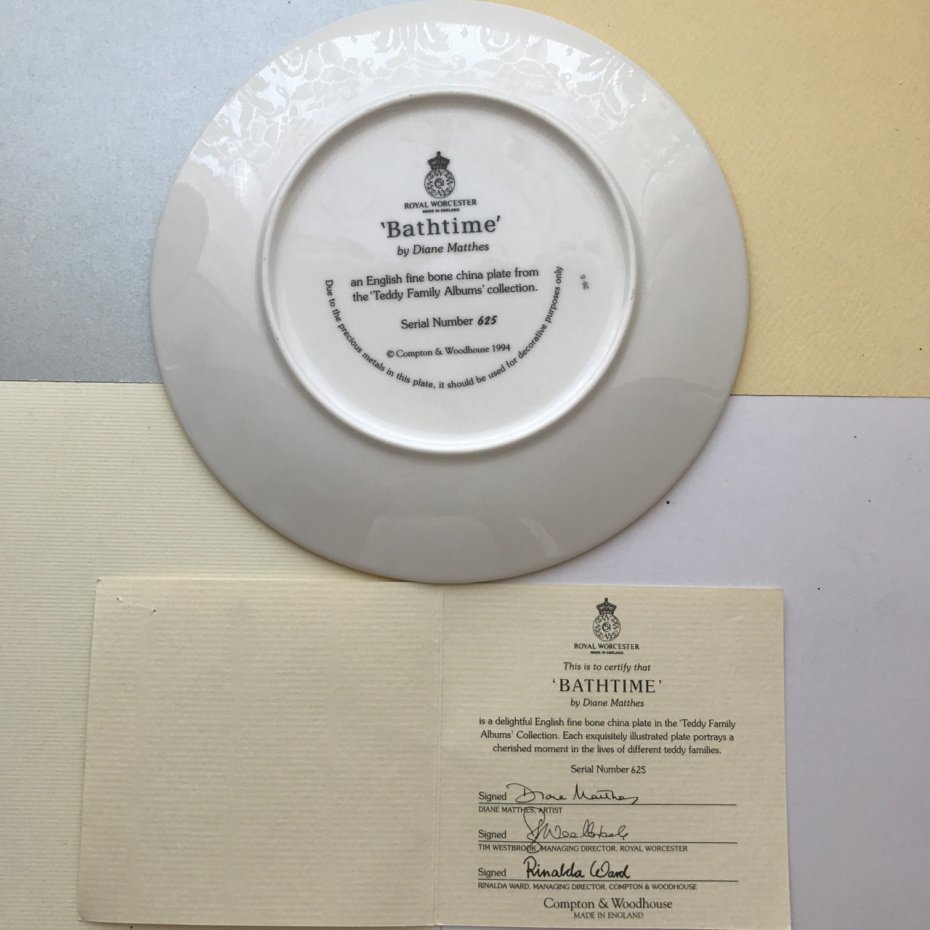 ROYAL WORCESTER
MADE IN ENGLAND
'Bathtime'
by Diane Matthes
an English fine bone china plate from
the 'Teddy Family Albums' collection.
Serial Number 625
© Compton & Woodhouse 1994
Due to the precious metals in this plate, it should be used for decorative purposes only
ROYAL WORCESTER
MADE IN ENGLAND
This is to certify that
'BATHTIME'
by Diane Matthes
is a delightful English fine bone china plate in the 'Teddy Family
Albums' Collection. Each exquisitely illustrated plate portrays a
cherished moment in the lives of different teddy families.
Serial Number 625
Signed Diane Matthes
DIANE MATTHES, ARTIST
Signed
TIM WESTBROOK, MANAGING DIRECTOR, ROYAL WORCESTER
Signed Rinalda Ward
RINALDA WARD, MANAGING DIRECTOR, COMPTON & WOODHOUSE
Compton & Woodhouse
MADE IN ENGLAND